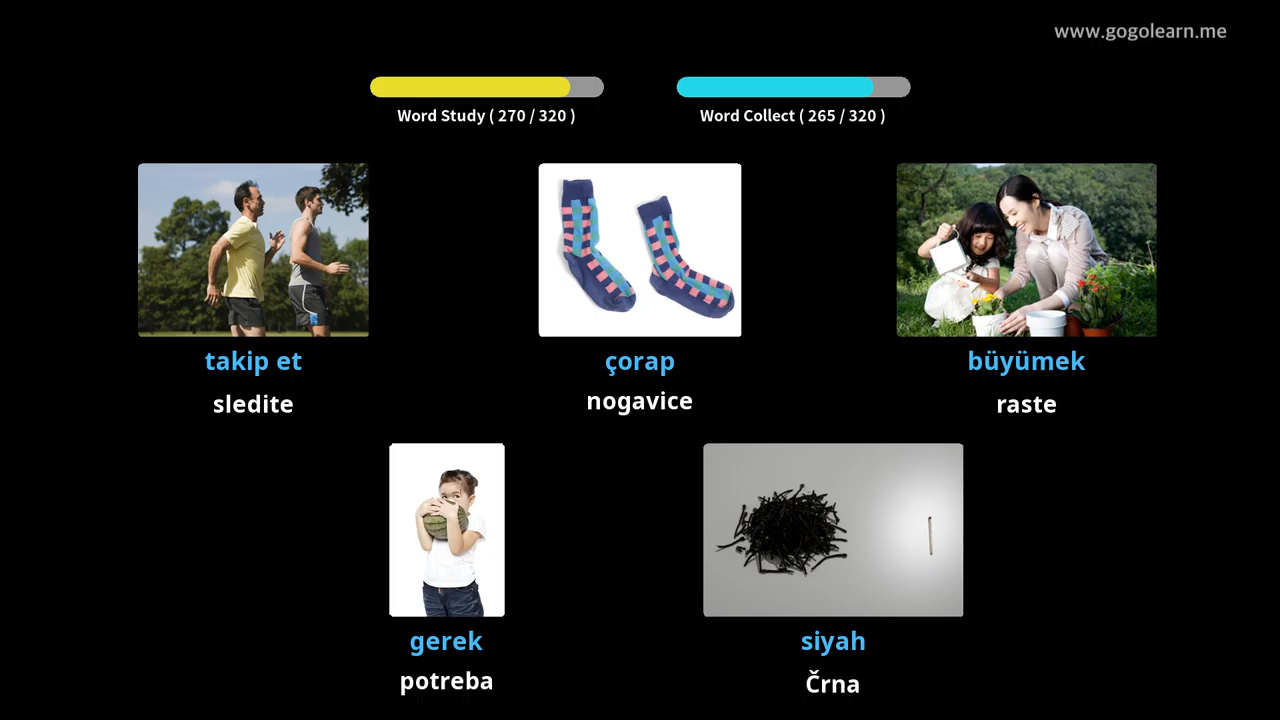 www.gogolearn.me
Word Study ( 270 / 320 )
Word Collect ( 265 / 320 )
takip et
sledite
çorap
nogavice
büyümek
raste
gerek
potreba
siyah
Črna